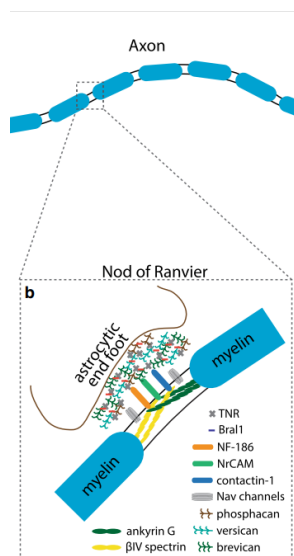 Axon
Nod of Ranvier
b
astrocytic
end foot
myelin
myelin
TNR
Bral1
NF-186
NrCAM
contactin-1
Nav channels
phosphacan
ankyrin G
versican
βIV spectrin
brevican